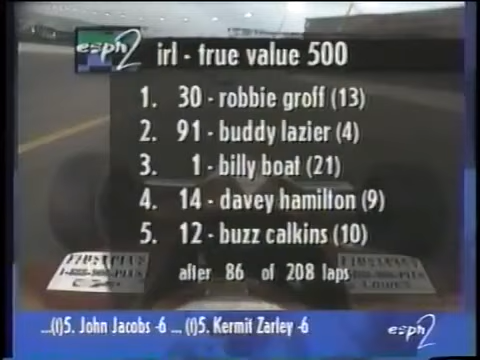 espn2
irl - true value 500
1. 30 - robbie groff (13)
2. 91 - buddy lazier (4)
3. 1 - billy boat (21)
4. 14 - davey hamilton (9)
5. 12 - buzz calkins (10)
FIRSTPLUS FIRSTPLUS
after 86 of 208 laps
...(t)5. John Jacobs -6 ... (t)5. Kermit Zarley -6
espn2